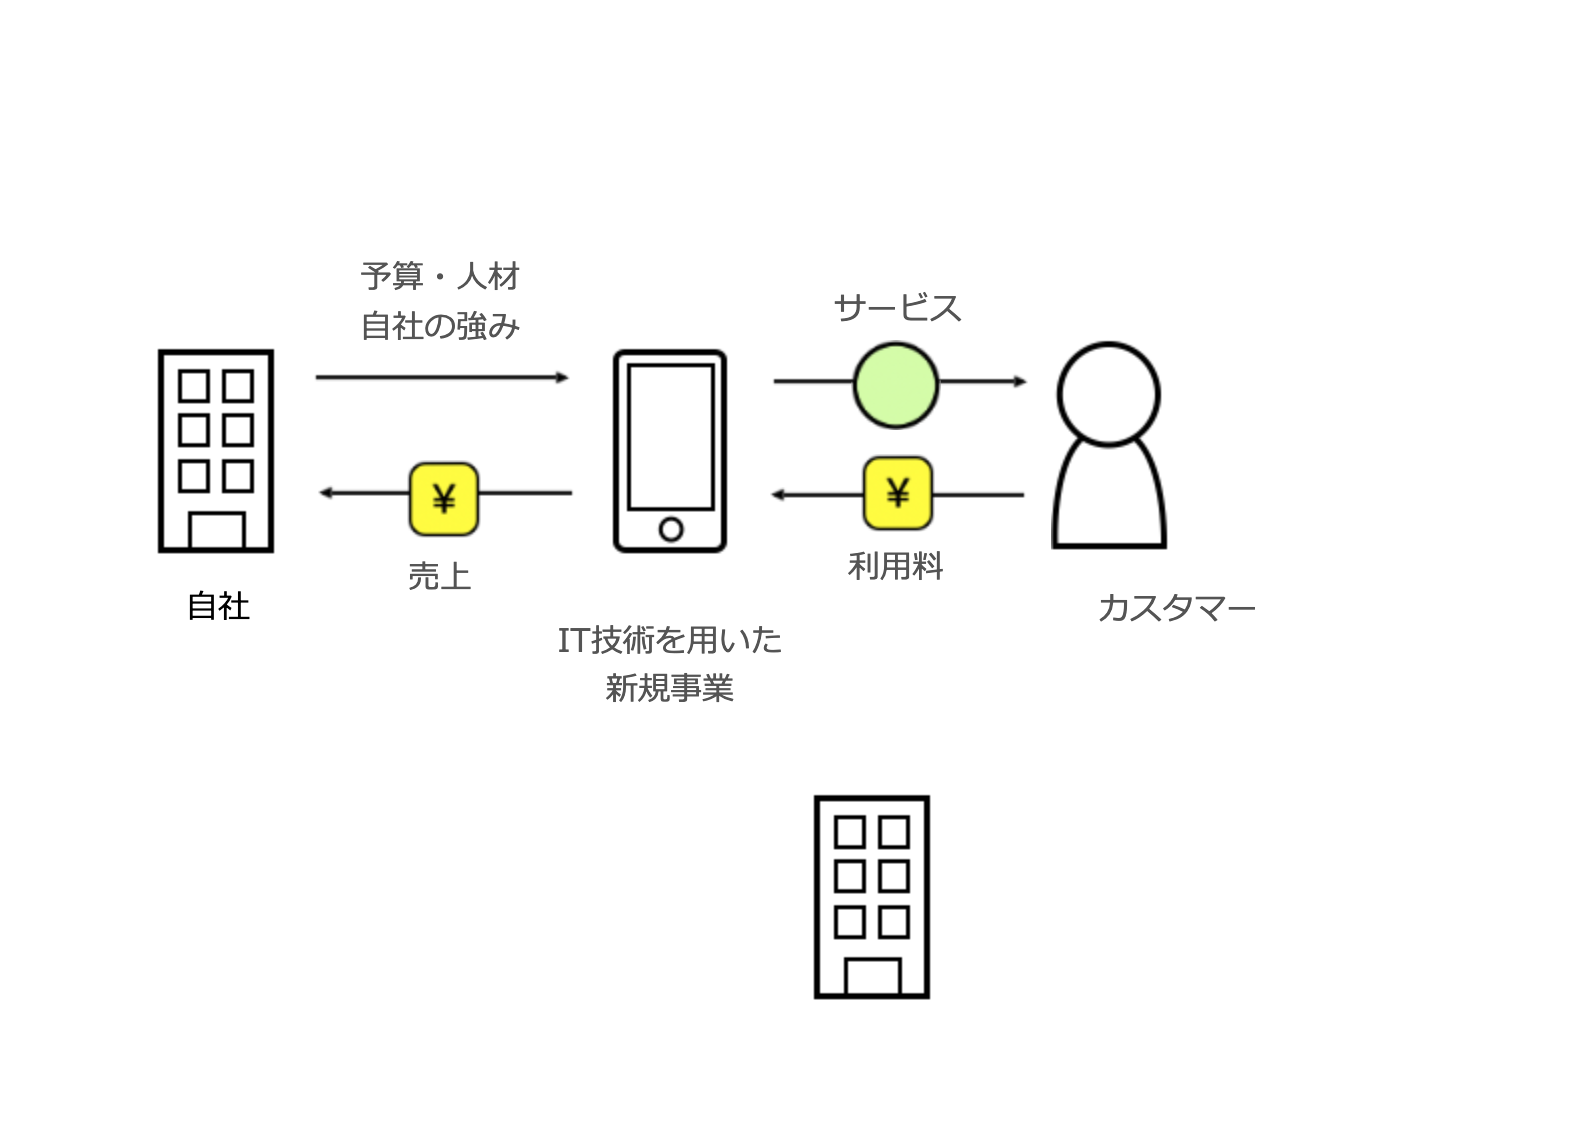 予算・人材
自社の強み
サービス
¥
¥
売上
利用料
自社
カスタマー
IT技術を用いた
新規事業